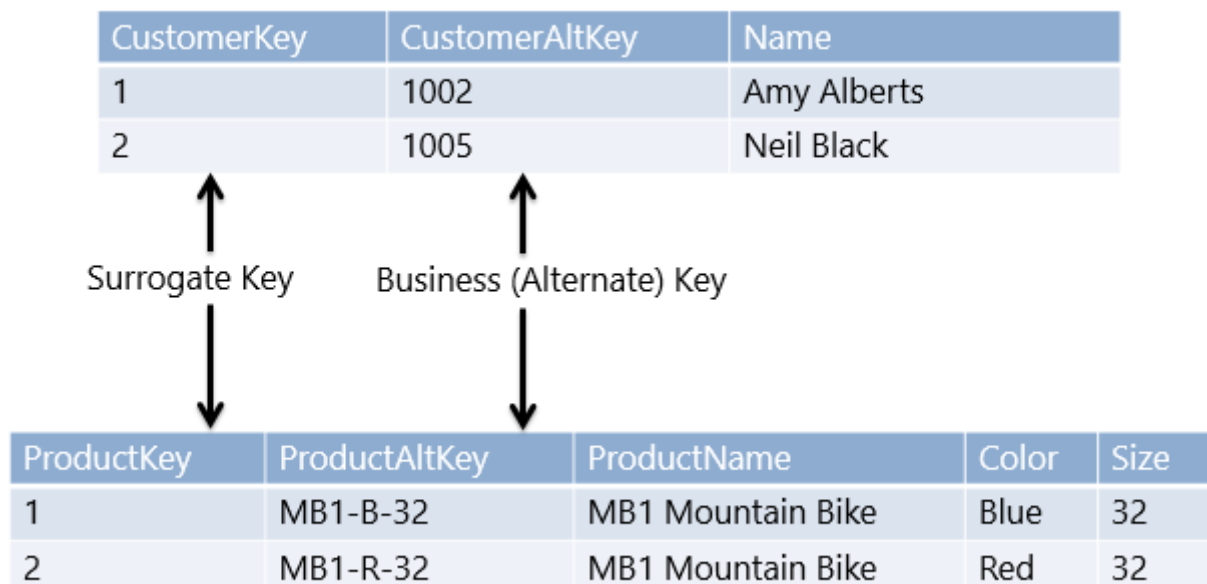 CustomerKey CustomerAltKey Name
1 1002 Amy Alberts
2 1005 Neil Black
Surrogate Key Business (Alternate) Key
ProductKey ProductAltKey ProductName Color Size
1 MB1-B-32 MB1 Mountain Bike Blue 32
2 MB1-R-32 MB1 Mountain Bike Red 32